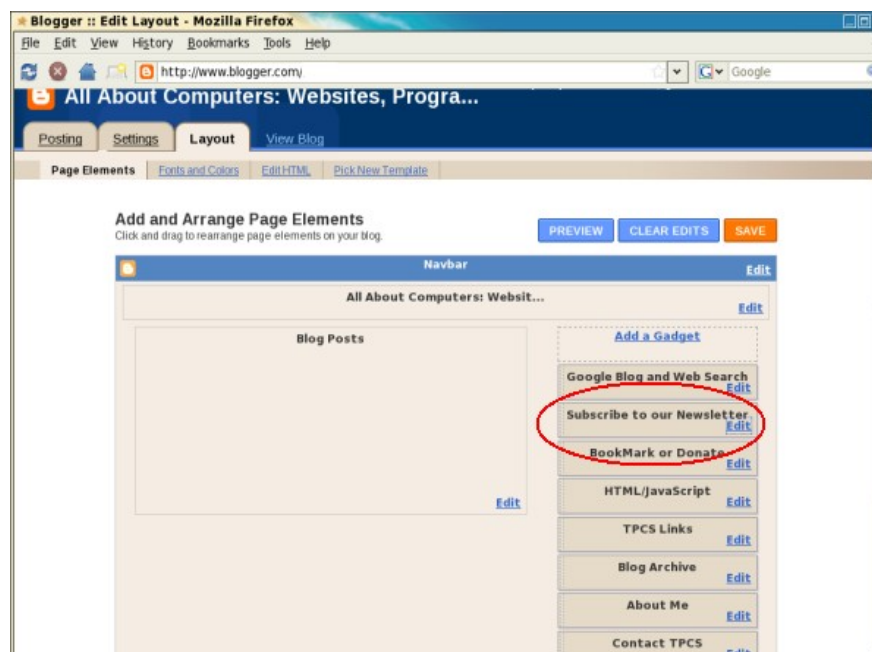 Blogger :: Edit Layout - Mozilla Firefox
File Edit View History Bookmarks Tools Help
http://www.blogger.com/ Google
All About Computers: Websites, Progra...
Posting Settings Layout View Blog
Page Elements Fonts and Colors Edit HTML Pick New Template
Add and Arrange Page Elements
Click and drag to rearrange page elements on your blog.
PREVIEW CLEAR EDITS SAVE
Navbar
Edit
All About Computers: Websit...
Edit
Blog Posts
Edit
Add a Gadget
Google Blog and Web Search
Edit
Subscribe to our Newsletter
Edit
BookMark or Donate
Edit
HTML/JavaScript
Edit
TPCS Links
Edit
Blog Archive
Edit
About Me
Edit
Contact TPCS